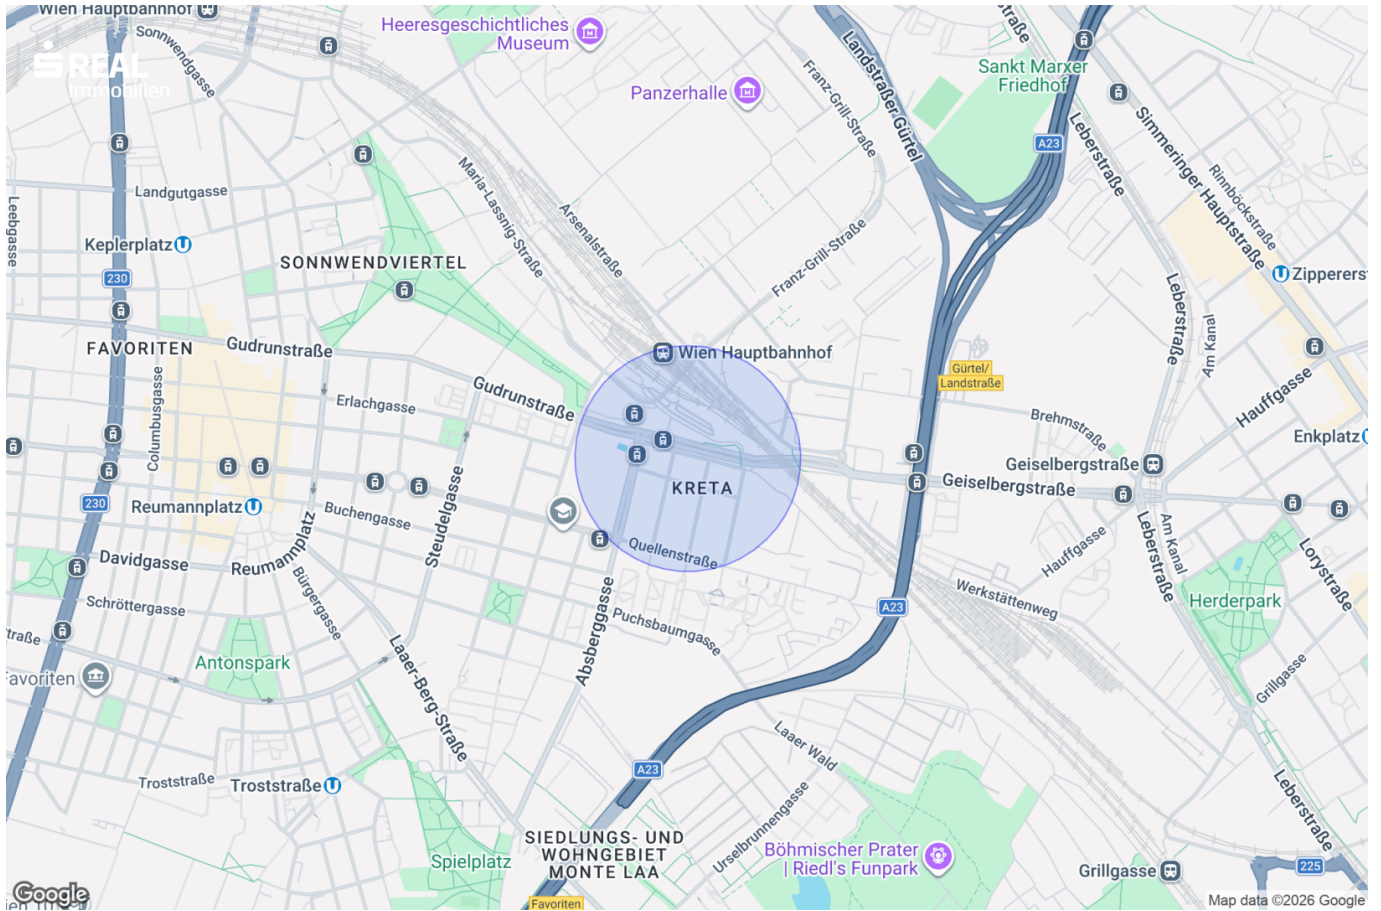 Wien Hauptbahnhof
REAL
Immobilien
Sonnwendgasse
Heeresgeschichtliches
Museum
Panzerhalle
Landstraßer Gürtel
Franz-Grill-Straße
Leberstraße
Sankt Marxer
Friedhof
A23
Leberstraße
Simmeringer Hauptstraße
Rinnböckstraße
Landgutgasse
Leebgasse
Maria-Lassnig-Straße
Arsenalstraße
Franz-Grill-Straße
Keplerplatz
230
SONNWENDVIERTEL
Zippererst
Leberstraße
Am Kanal
FAVORITEN
Gudrunstraße
Wien Hauptbahnhof
Gürtel/
Landstraße
Columbusgasse
Erlachgasse
Gudrunstraße
Hauffgasse
Brehmstraße
Enkplatz
Geiselbergstraße
KRETA
Geiselbergstraße
230
Reumannplatz
Buchengasse
Steudelgasse
Reumannplatz
Quellenstraße
Hauffgasse
Am Kanal
Leberstraße
Lorystraße
Davidgasse
Bürgergasse
Absberggasse
A23
Werkstättenweg
Herderpark
Schröttergasse
traße
Puchsbaumgasse
Antonspark
Favoriten
Laaer-Berg-Straße
Grillgasse
Laaer Wald
A23
Troststraße
Troststraße
Urselbrunnengasse
Leberstraße
SIEDLUNGS- UND
WOHNGEBIET
MONTE LAA
Spielplatz
Böhmischer Prater
| Riedl's Funpark
Grillgasse
225
Google
Favoriten
Map data ©2026 Google